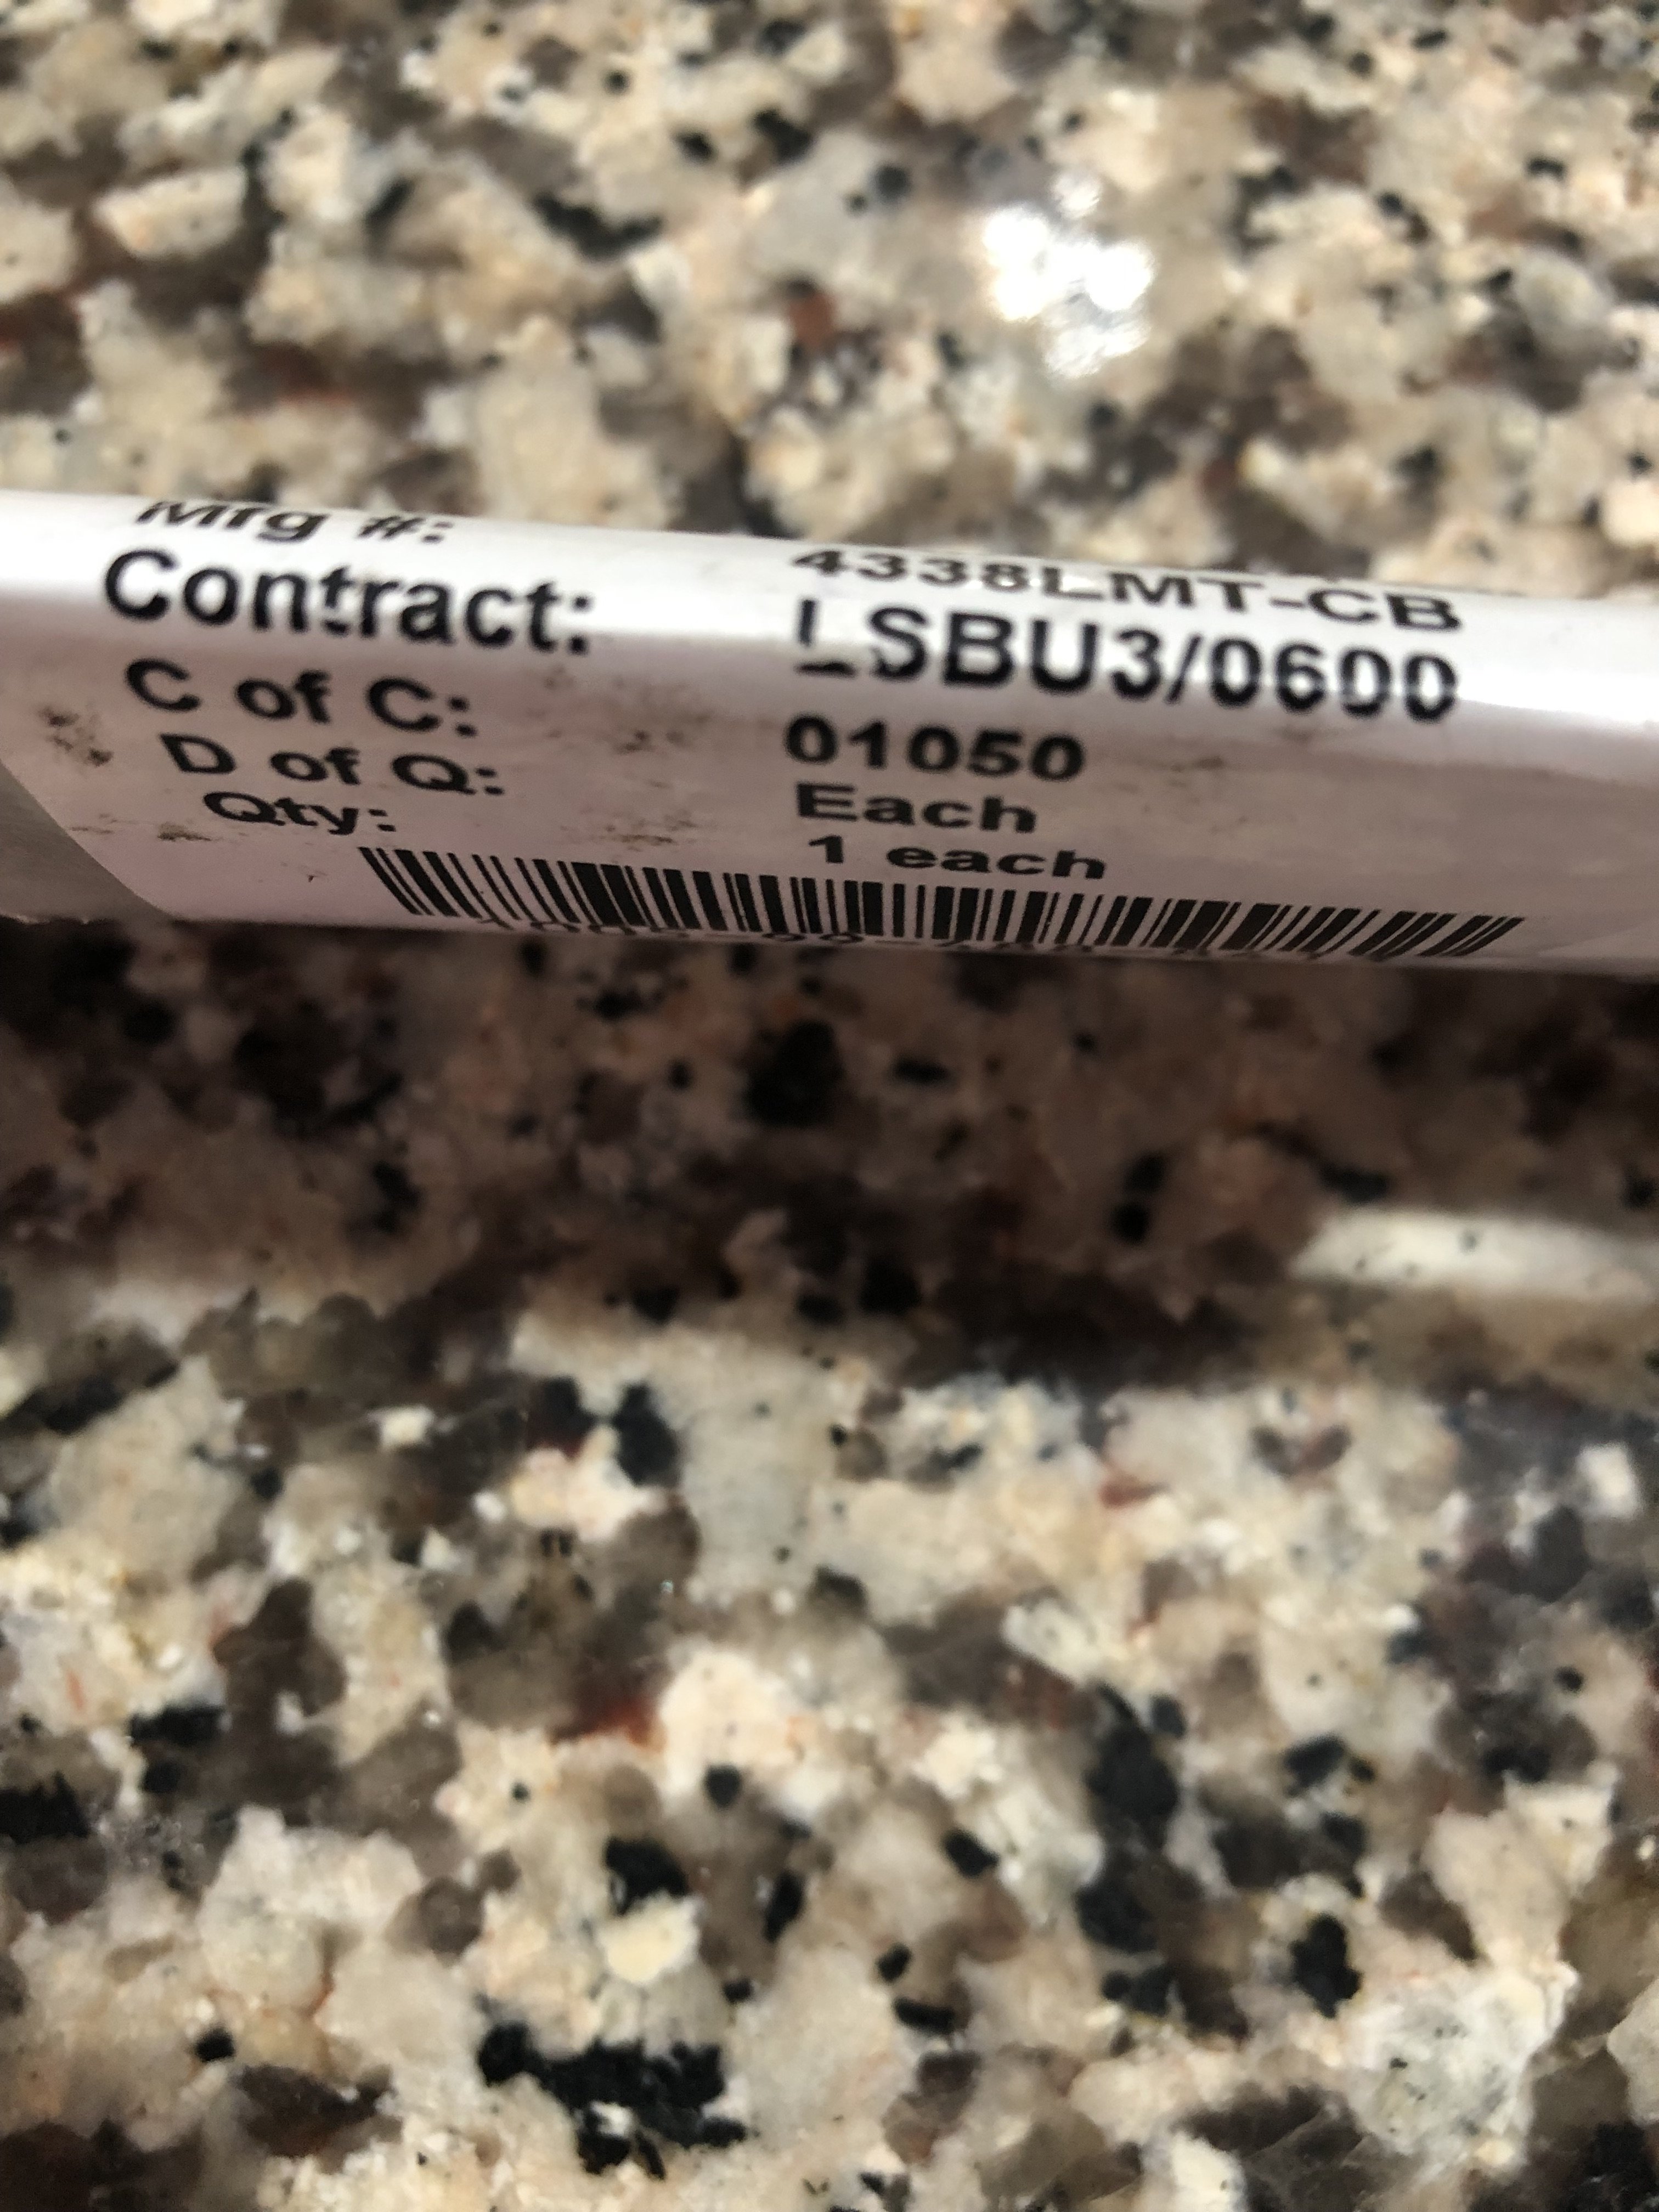 Mfg #: 4338LMT-CB
Contract: LSBU3/0600
C of C: 01050
D of Q: Each
Qty: 1 each